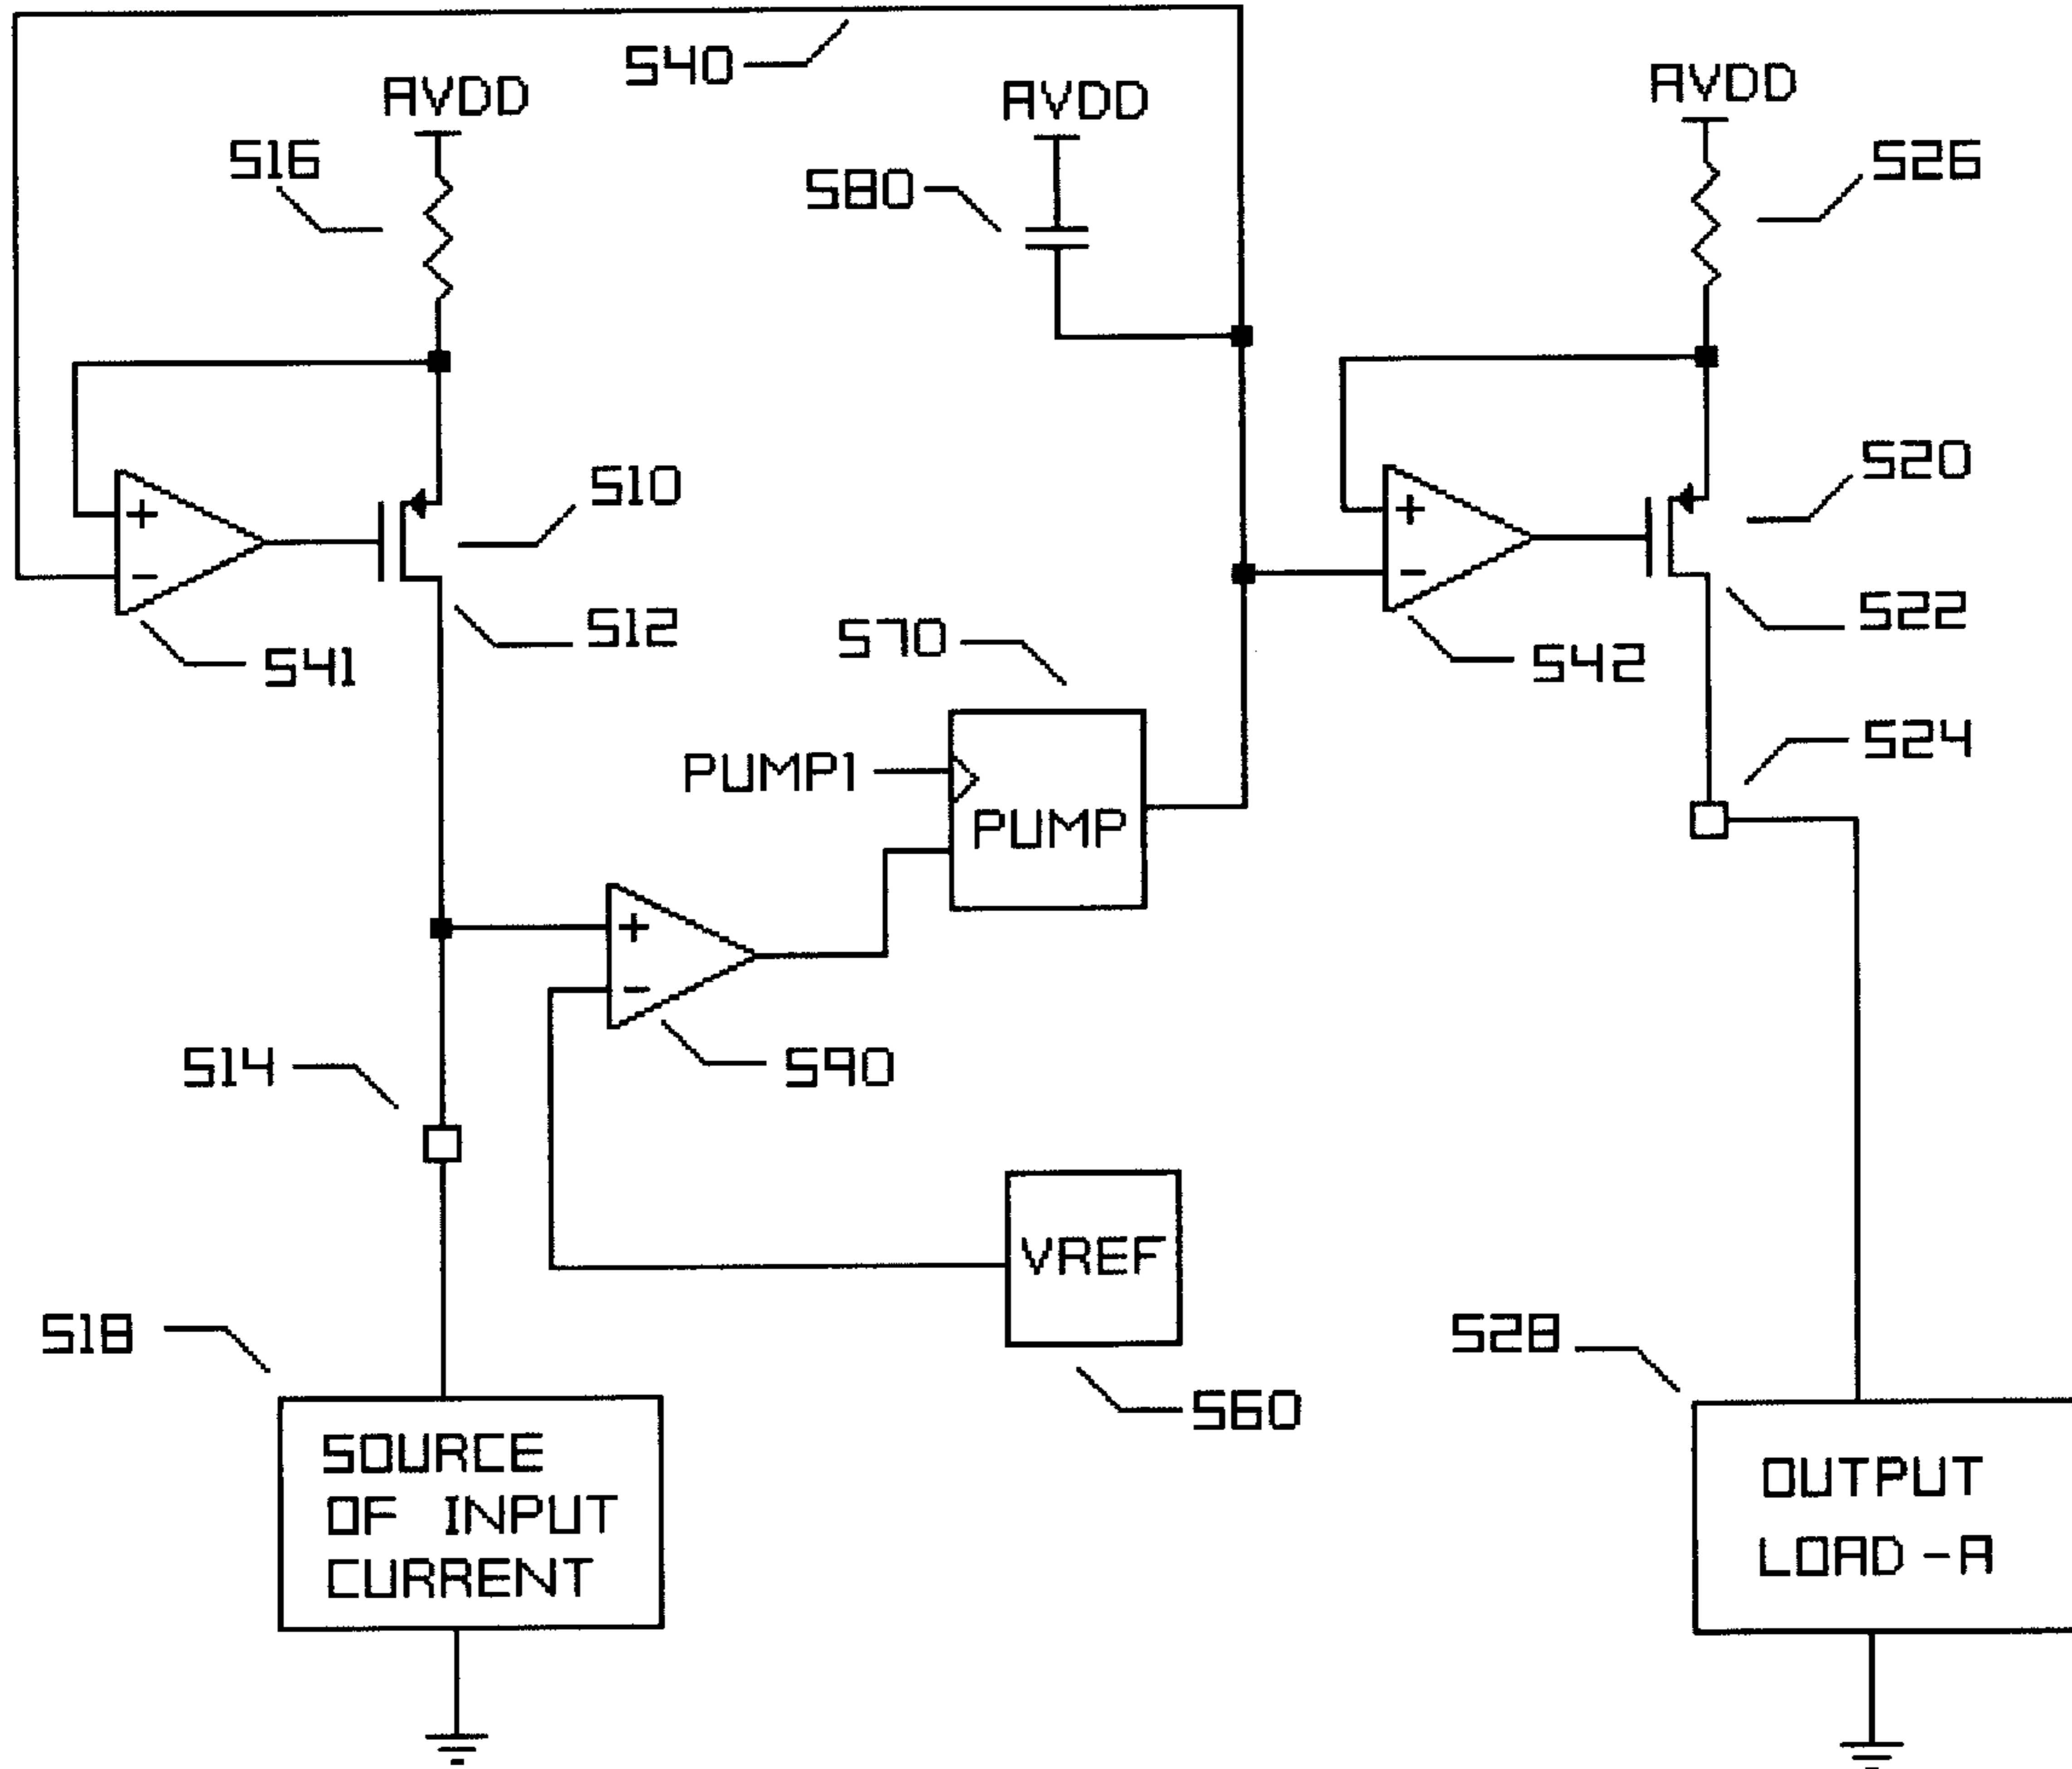 540
AVDD
AVDD
AVDD
516
580
526
+
-
510
512
541
+
-
520
522
542
570
PUMP1
PUMP
524
+
-
590
514
VREF
560
518
528
SOURCE
OF INPUT
CURRENT
OUTPUT
LOAD-A